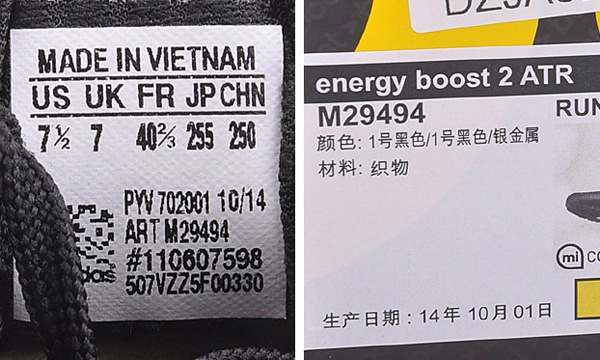 MADE IN VIETNAM
US UK FR JP CHN
7½ 7 40⅔ 255 250
PYV 702001 10/14
ART M29494
#110607598
507VZZ5F00330
energy boost 2 ATR
M29494
RUN
颜色: 1号黑色/1号黑色/银金属
材料: 织物
mi
生产日期: 14年10月01日